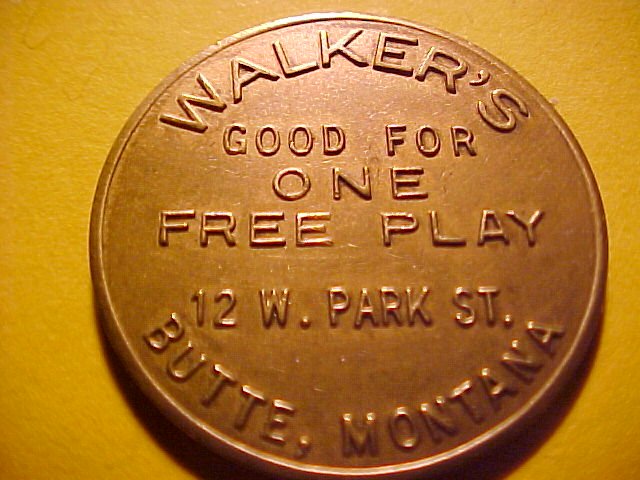 WALKER'S
GOOD FOR
ONE
FREE PLAY
12 W. PARK ST.
BUTTE, MONTANA